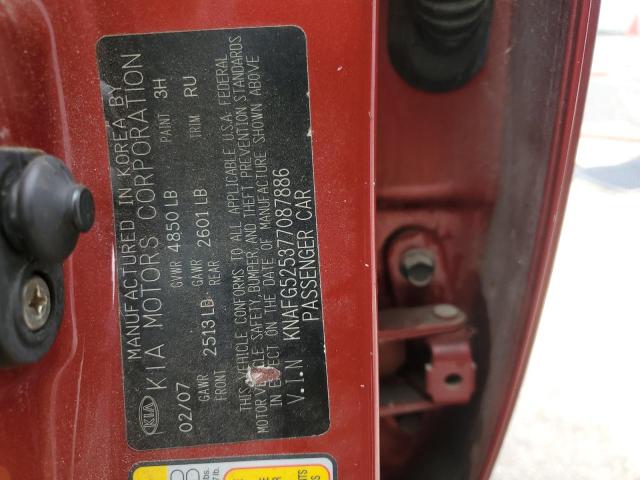 MANUFACTURED IN KOREA BY
KIA KIA MOTORS CORPORATION
02/07 GVWR 4850 LB PAINT 3H
GAWR FRONT 2513 LB GAWR REAR 2601 LB TRIM RU
THIS VEHICLE CONFORMS TO ALL APPLICABLE U.S.A. FEDERAL
MOTOR VEHICLE SAFETY, BUMPER AND THEFT PREVENTION STANDARDS
IN EFFECT ON THE DATE OF MANUFACTURE SHOWN ABOVE
V.I.N KNAFG525377087886
PASSENGER CAR